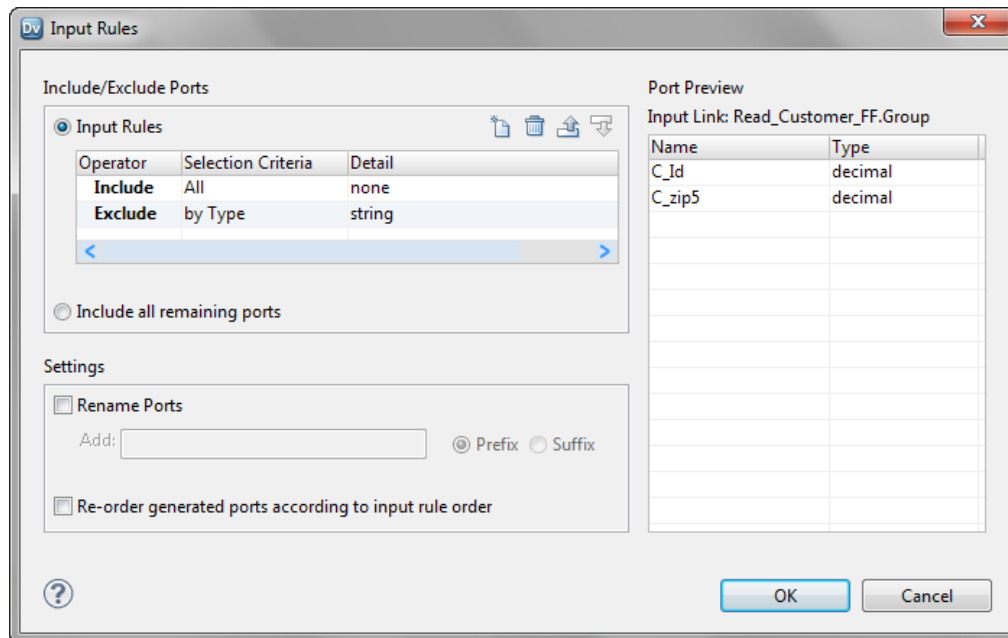 Dv Input Rules
Include/Exclude Ports
Input Rules
Operator Selection Criteria Detail
Include All none
Exclude by Type string
Include all remaining ports
Settings
Rename Ports
Add:
Prefix Suffix
Re-order generated ports according to input rule order
Port Preview
Input Link: Read_Customer_FF.Group
Name Type
C_Id decimal
C_zip5 decimal
?
OK Cancel